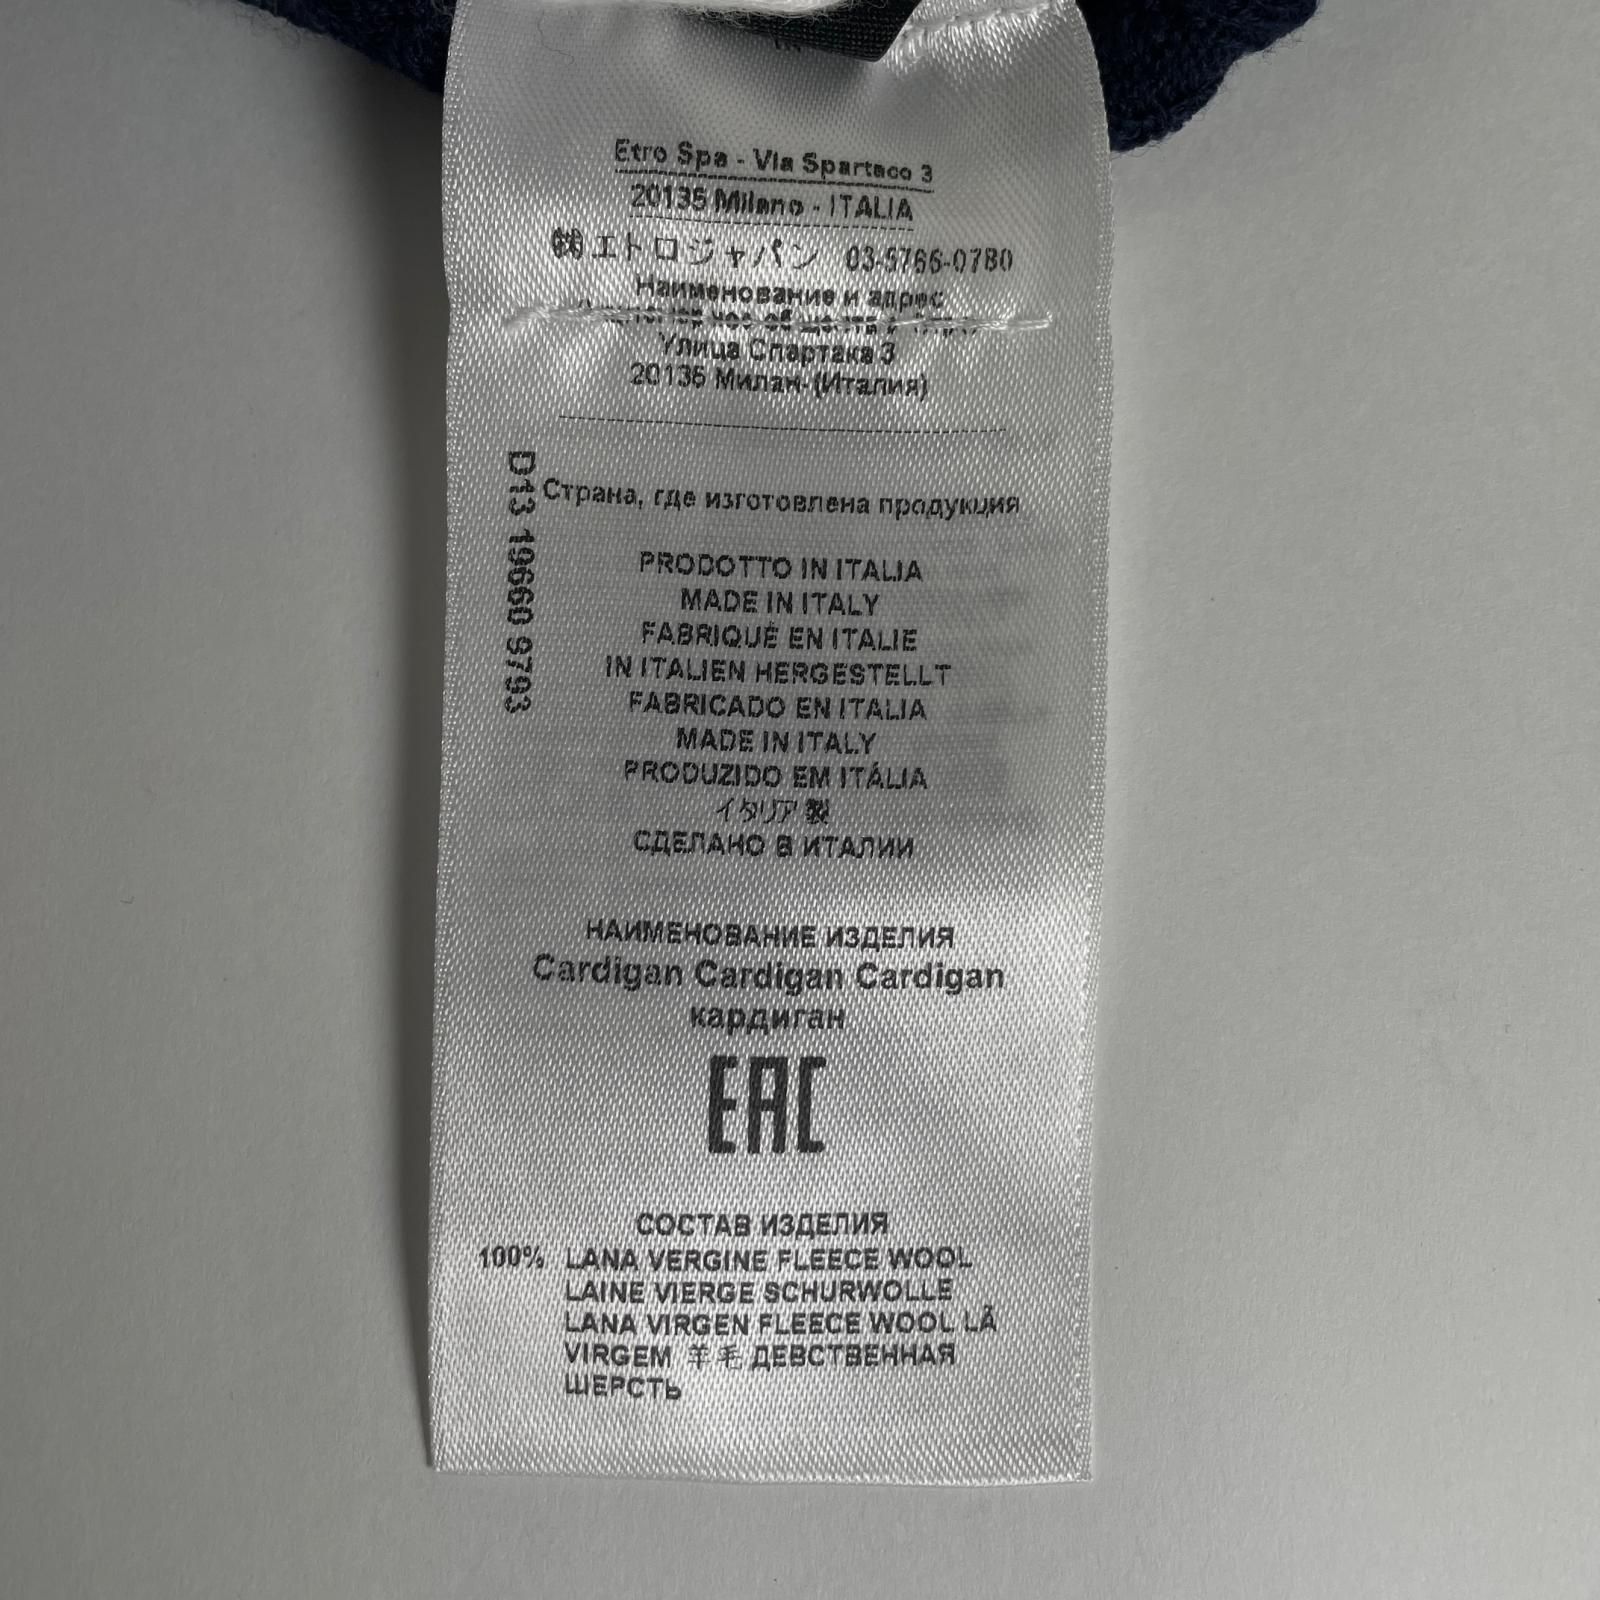 Etro Spa - Via Spartaco 3
20135 Milano - ITALIA
㈱エトロジャパン 03-5766-0780
Наименование и адрес
Улица Спартака 3
20135 Милан-(Италия)
D13 19660 9793
Страна, где изготовлена продукция
PRODOTTO IN ITALIA
MADE IN ITALY
FABRIQUÉ EN ITALIE
IN ITALIEN HERGESTELLT
FABRICADO EN ITALIA
MADE IN ITALY
PRODUZIDO EM ITÁLIA
イタリア製
СДЕЛАНО В ИТАЛИИ
НАИМЕНОВАНИЕ ИЗДЕЛИЯ
Cardigan Cardigan Cardigan
кардиган
EAC
СОСТАВ ИЗДЕЛИЯ
100% LANA VERGINE FLEECE WOOL
LAINE VIERGE SCHURWOLLE
LANA VIRGEN FLEECE WOOL LÃ
VIRGEM 羊毛 ДЕВСТВЕННАЯ
ШЕРСТЬ